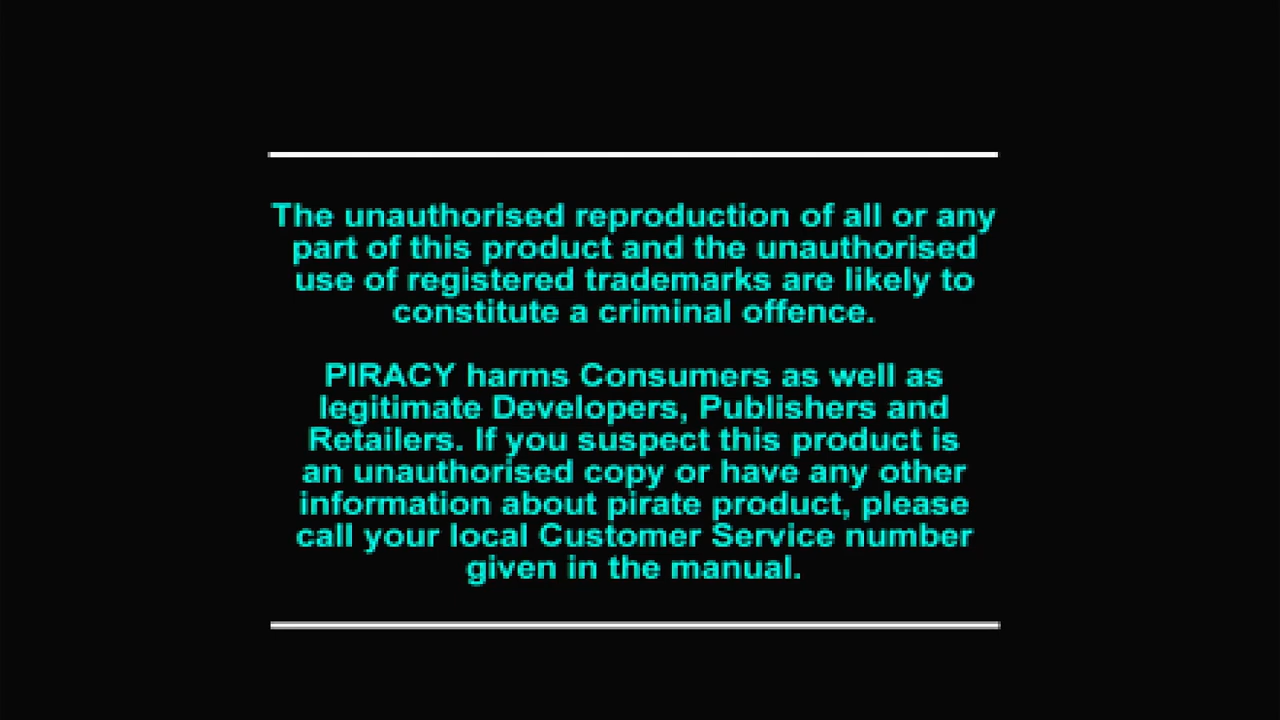 The unauthorised reproduction of all or any
part of this product and the unauthorised
use of registered trademarks are likely to
constitute a criminal offence.
PIRACY harms Consumers as well as
legitimate Developers, Publishers and
Retailers. If you suspect this product is
an unauthorised copy or have any other
information about pirate product, please
call your local Customer Service number
given in the manual.